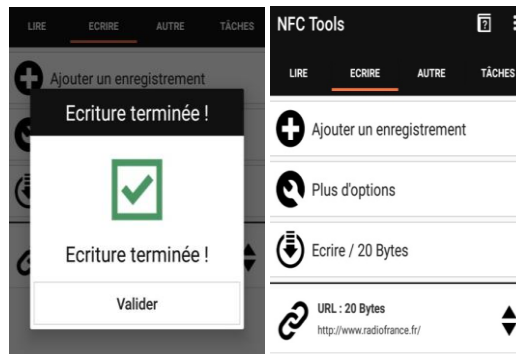 LIRE ECRIRE AUTRE TÂCHES
Ajouter un enregistrement
Ecriture terminée !
Ecriture terminée !
Valider
NFC Tools
LIRE ECRIRE AUTRE TÂCHES
Ajouter un enregistrement
Plus d'options
Ecrire / 20 Bytes
URL : 20 Bytes
http://www.radiofrance.fr/